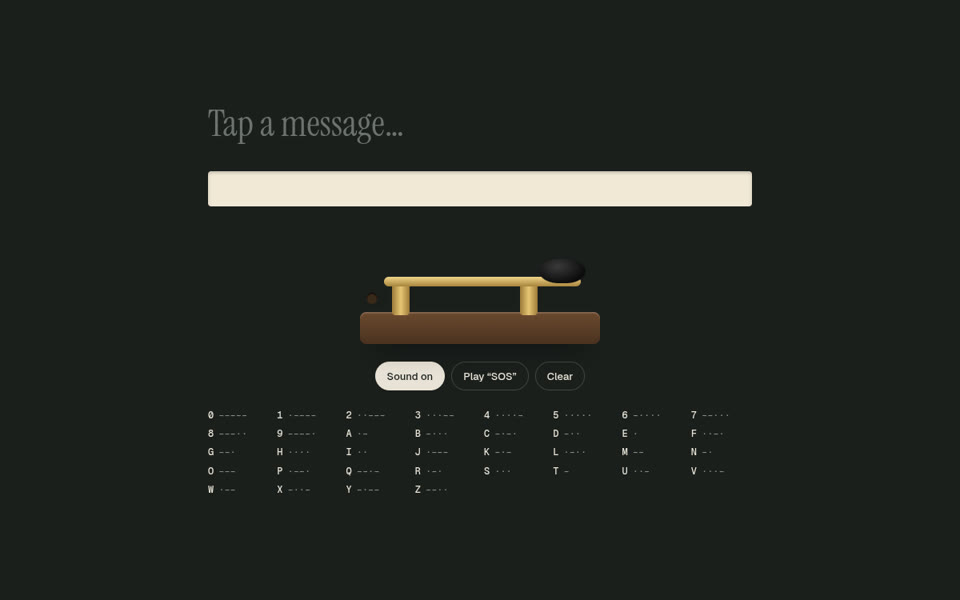 Tap a message...
Sound on Play “SOS” Clear
0 ----- 1 ·---- 2 ··--- 3 ···-- 4 ····- 5 ····· 6 -···· 7 --···
8 ---·· 9 ----· A ·- B -··· C -·-· D -·· E · F ··-·
G --· H ···· I ·· J ·--- K -·- L ·-·· M -- N -·
O --- P ·--· Q --·- R ·-· S ··· T - U ··- V ···-
W ·-- X -··- Y -·-- Z --··